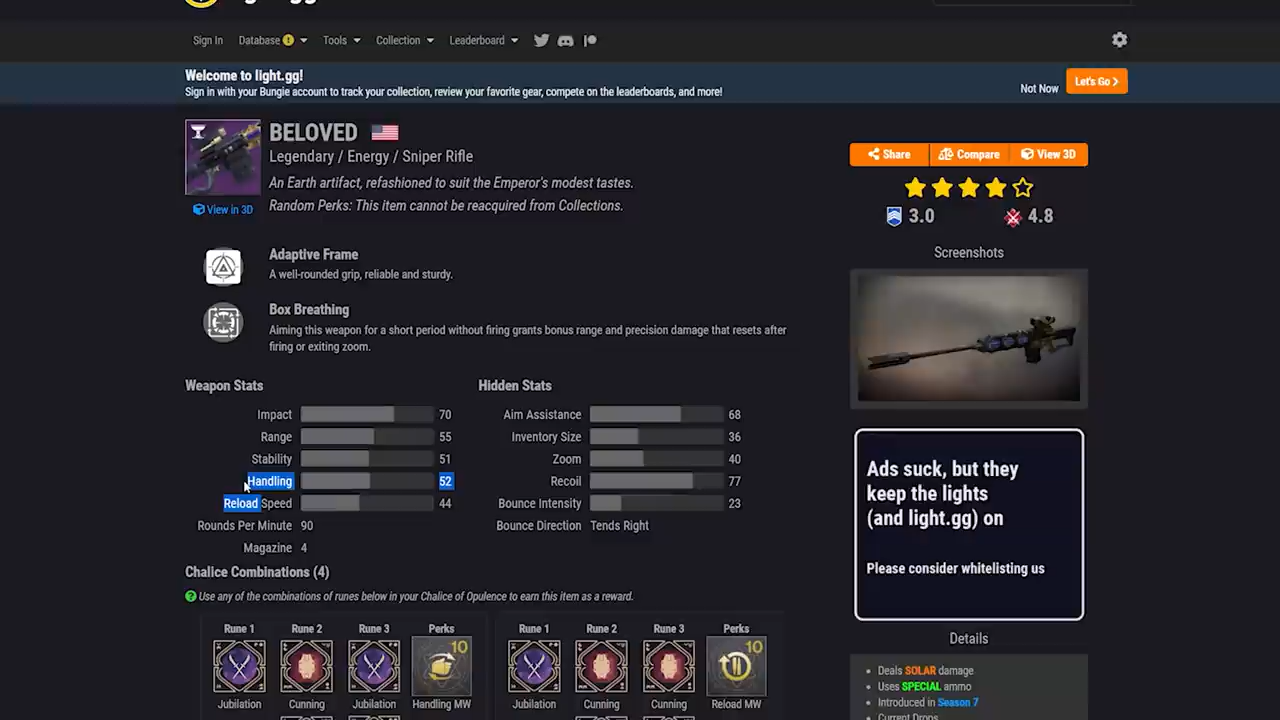 Sign In Database ! Tools Collection Leaderboard
Welcome to light.gg!
Sign in with your Bungie account to track your collection, review your favorite gear, compete on the leaderboards, and more!
Not Now Let's Go
BELOVED
Legendary / Energy / Sniper Rifle
An Earth artifact, refashioned to suit the Emperor's modest tastes.
Random Perks: This item cannot be reacquired from Collections.
View in 3D
Adaptive Frame
A well-rounded grip, reliable and sturdy.
Box Breathing
Aiming this weapon for a short period without firing grants bonus range and precision damage that resets after
firing or exiting zoom.
Weapon Stats
Impact 70
Range 55
Stability 51
Handling 52
Reload Speed 44
Rounds Per Minute 90
Magazine 4
Hidden Stats
Aim Assistance 68
Inventory Size 36
Zoom 40
Recoil 77
Bounce Intensity 23
Bounce Direction Tends Right
Chalice Combinations (4)
? Use any of the combinations of runes below in your Chalice of Opulence to earn this item as a reward.
Rune 1 Rune 2 Rune 3 Perks
10
Jubilation Cunning Jubilation Handling MW
Rune 1 Rune 2 Rune 3 Perks
10
Jubilation Cunning Cunning Reload MW
Share Compare View 3D
3.0 4.8
Screenshots
Ads suck, but they
keep the lights
(and light.gg) on
Please consider whitelisting us
Details
Deals SOLAR damage
Uses SPECIAL ammo
Introduced in Season 7
Current Drops